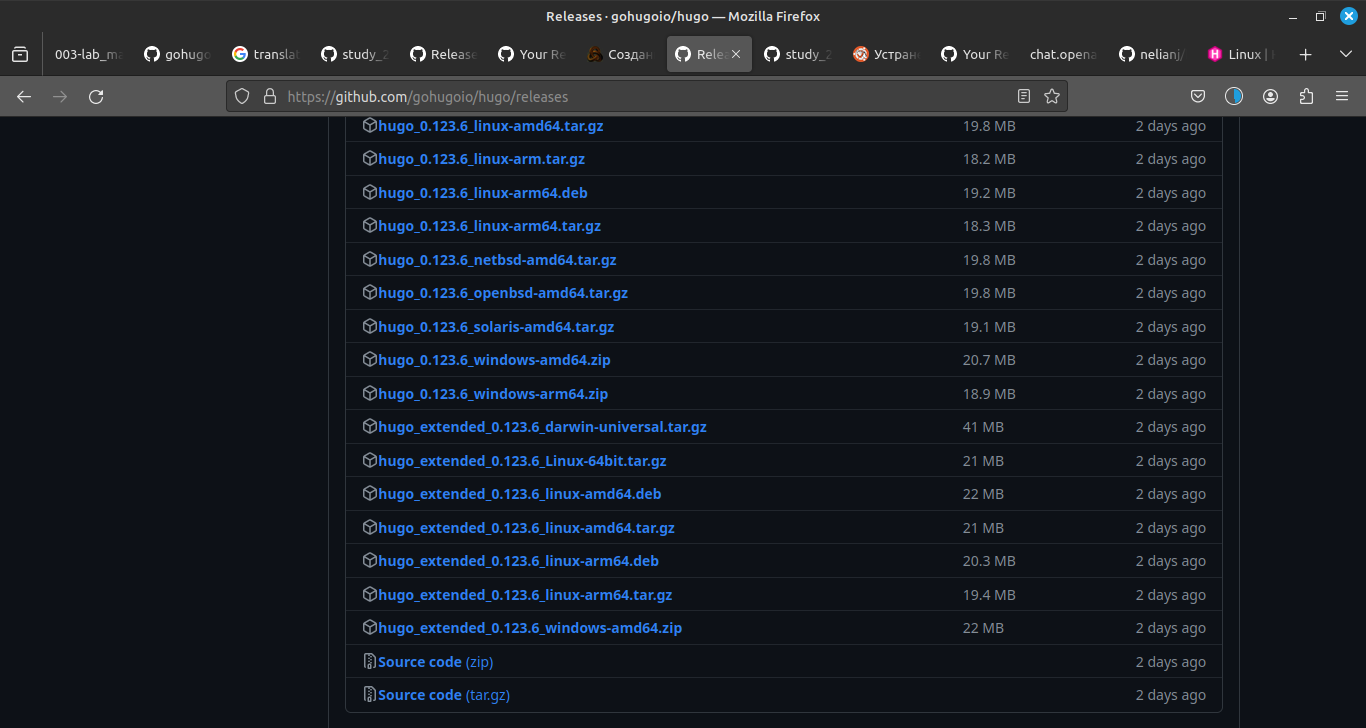 Releases · gohugoio/hugo — Mozilla Firefox
003-lab_ma gohugo translat study_2 Release Your Re Создан Relea study_2 Устран Your Re chat.opena nelianj/ Linux |
https://github.com/gohugoio/hugo/releases
hugo_0.123.6_linux-amd64.tar.gz 19.8 MB 2 days ago
hugo_0.123.6_linux-arm.tar.gz 18.2 MB 2 days ago
hugo_0.123.6_linux-arm64.deb 19.2 MB 2 days ago
hugo_0.123.6_linux-arm64.tar.gz 18.3 MB 2 days ago
hugo_0.123.6_netbsd-amd64.tar.gz 19.8 MB 2 days ago
hugo_0.123.6_openbsd-amd64.tar.gz 19.8 MB 2 days ago
hugo_0.123.6_solaris-amd64.tar.gz 19.1 MB 2 days ago
hugo_0.123.6_windows-amd64.zip 20.7 MB 2 days ago
hugo_0.123.6_windows-arm64.zip 18.9 MB 2 days ago
hugo_extended_0.123.6_darwin-universal.tar.gz 41 MB 2 days ago
hugo_extended_0.123.6_Linux-64bit.tar.gz 21 MB 2 days ago
hugo_extended_0.123.6_linux-amd64.deb 22 MB 2 days ago
hugo_extended_0.123.6_linux-amd64.tar.gz 21 MB 2 days ago
hugo_extended_0.123.6_linux-arm64.deb 20.3 MB 2 days ago
hugo_extended_0.123.6_linux-arm64.tar.gz 19.4 MB 2 days ago
hugo_extended_0.123.6_windows-amd64.zip 22 MB 2 days ago
Source code (zip) 2 days ago
Source code (tar.gz) 2 days ago